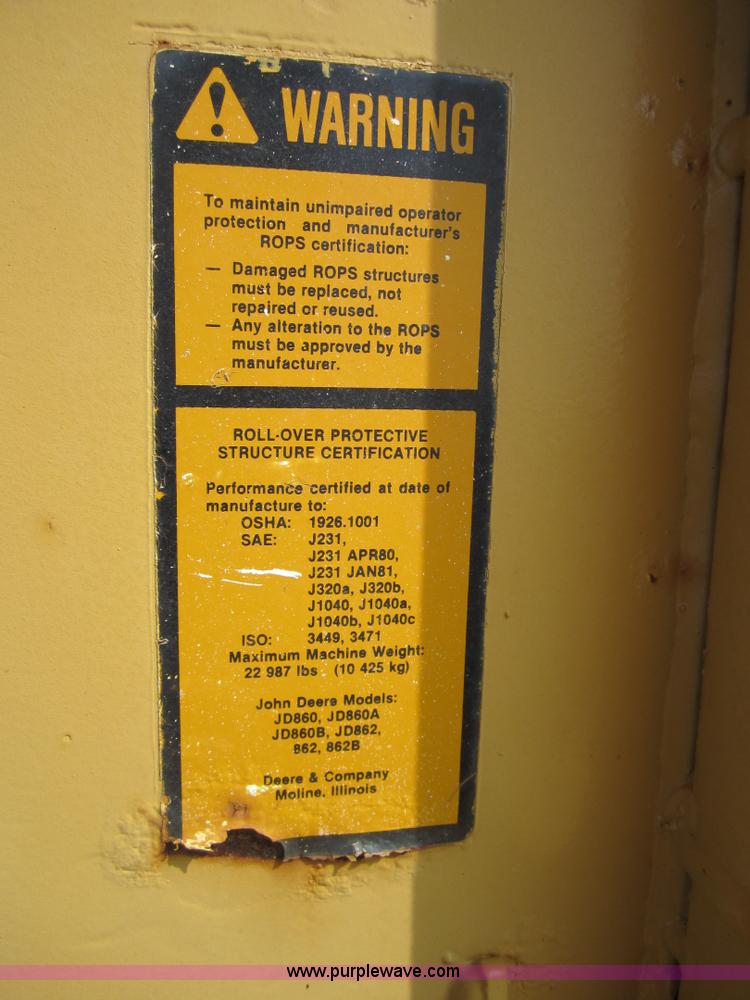 WARNING
To maintain unimpaired operator
protection and manufacturer's
ROPS certification:
— Damaged ROPS structures
must be replaced, not
repaired or reused.
— Any alteration to the ROPS
must be approved by the
manufacturer.
ROLL-OVER PROTECTIVE
STRUCTURE CERTIFICATION
Performance certified at date of
manufacture to:
OSHA: 1926.1001
SAE: J231,
J231 APR80,
J231 JAN81,
J320a, J320b,
J1040, J1040a,
J1040b, J1040c
ISO: 3449, 3471
Maximum Machine Weight:
22 987 lbs (10 425 kg)
John Deere Models:
JD860, JD860A
JD860B, JD862,
862, 862B
Deere & Company
Moline, Illinois
www.purplewave.com